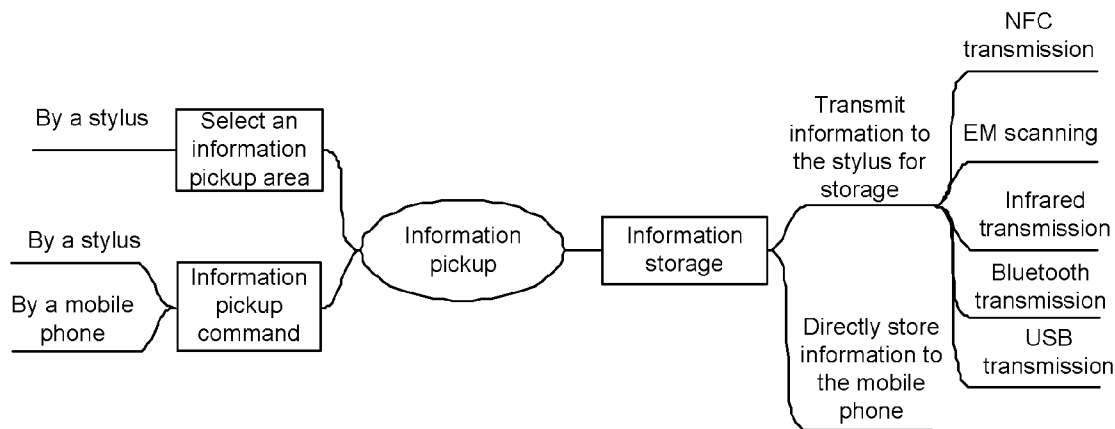 By a stylus
Select an
information
pickup area
By a stylus
By a mobile
phone
Information
pickup
command
Information
pickup
Information
storage
Transmit
information to
the stylus for
storage
Directly store
information to
the mobile
phone
NFC
transmission
EM scanning
Infrared
transmission
Bluetooth
transmission
USB
transmission